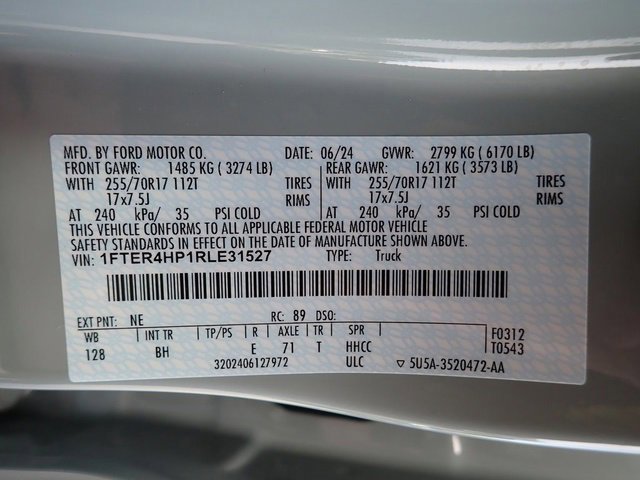 MFD. BY FORD MOTOR CO. DATE: 06/24 GVWR: 2799 KG ( 6170 LB)
FRONT GAWR: 1485 KG ( 3274 LB) REAR GAWR: 1621 KG ( 3573 LB)
WITH 255/70R17 112T TIRES WITH 255/70R17 112T TIRES
17x7.5J RIMS 17x7.5J RIMS
AT 240 kPa/ 35 PSI COLD AT 240 kPa/ 35 PSI COLD
THIS VEHICLE CONFORMS TO ALL APPLICABLE FEDERAL MOTOR VEHICLE
SAFETY STANDARDS IN EFFECT ON THE DATE OF MANUFACTURE SHOWN ABOVE.
VIN: 1FTER4HP1RLE31527 TYPE: Truck
EXT PNT: NE RC: 89 DSO:
WB INT TR TP/PS R AXLE TR SPR F0312
128 BH E 71 T HHCC T0543
3202406127972 ULC ▽ 5U5A-3520472-AA